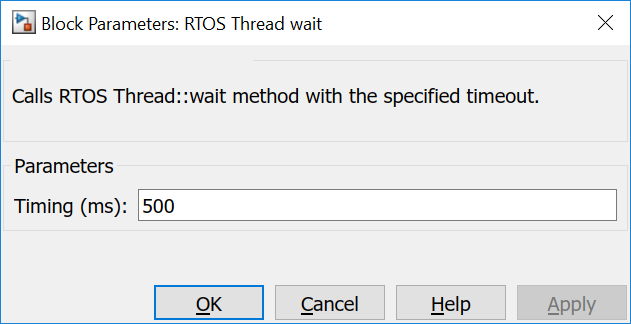 Block Parameters: RTOS Thread wait
Calls RTOS Thread::wait method with the specified timeout.
Parameters
Timing (ms): 500
OK Cancel Help Apply